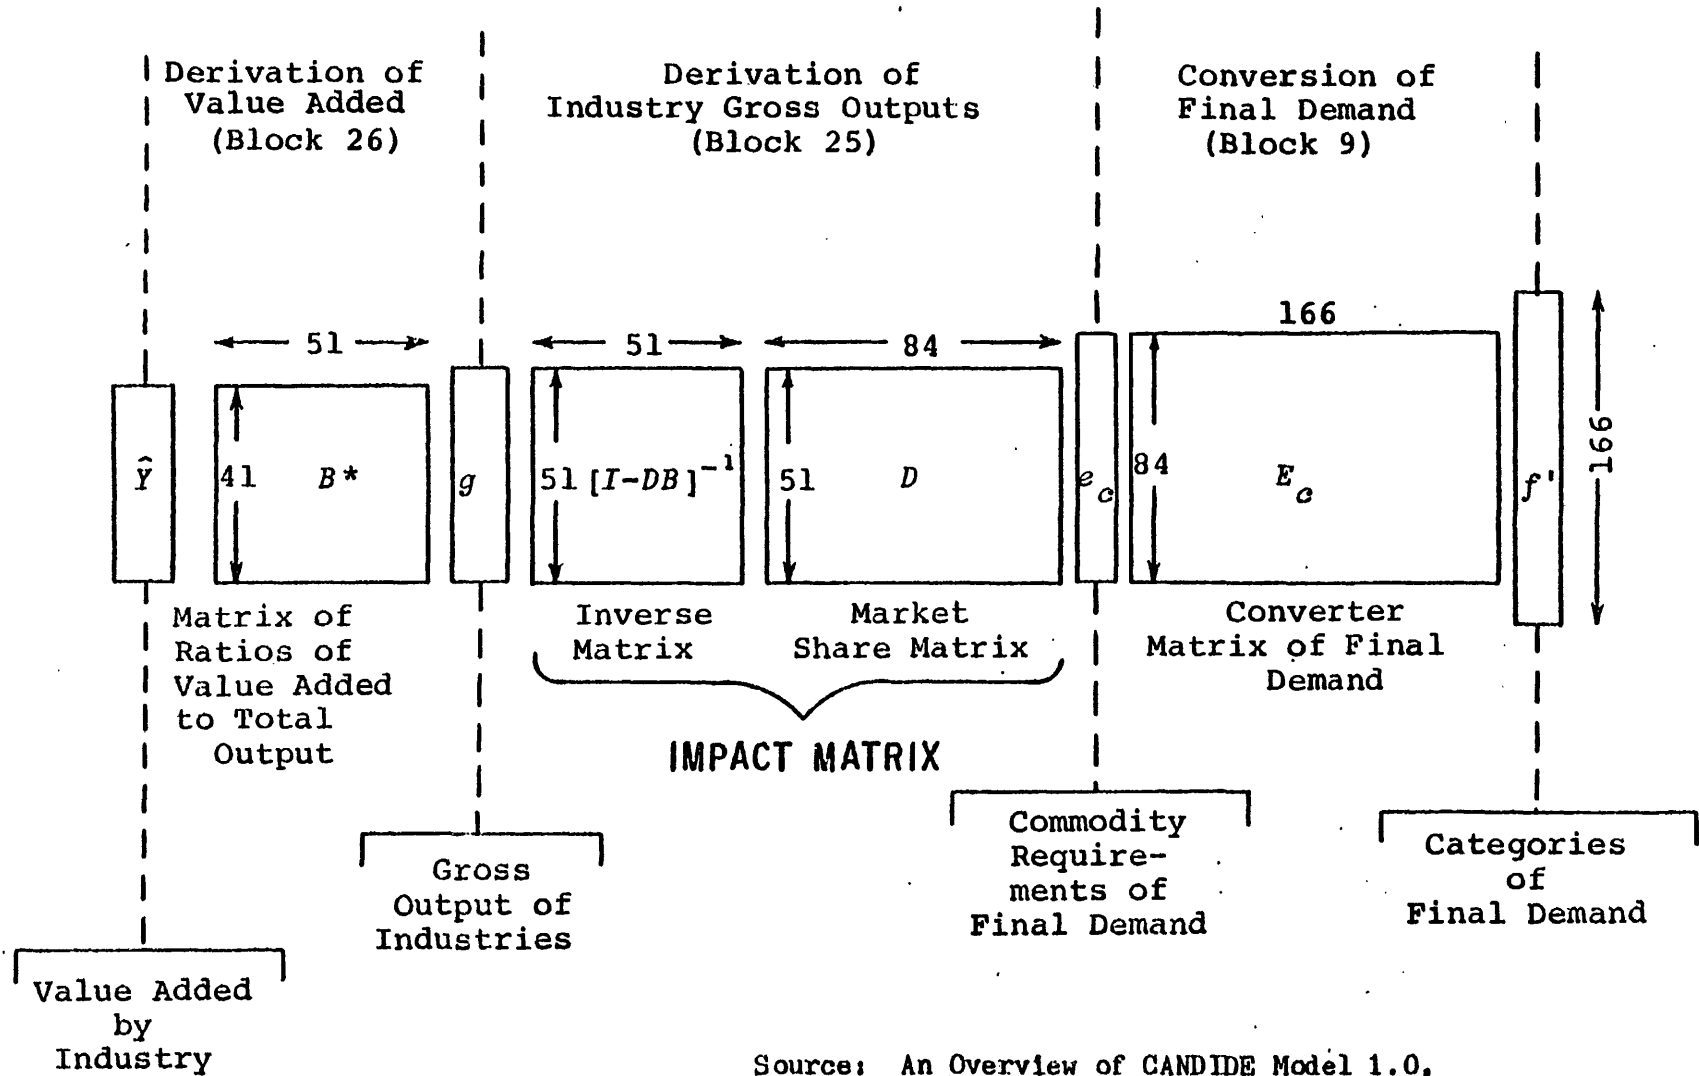 Derivation of
Value Added
(Block 26)
Derivation of
Industry Gross Outputs
(Block 25)
Conversion of
Final Demand
(Block 9)
51
51
84
166
166
Ŷ
41
B*
g
51
[I-DB]⁻¹
51
D
e_c
84
E_c
f'
Matrix of
Ratios of
Value Added
to Total
Output
Inverse
Matrix
Market
Share Matrix
Converter
Matrix of Final
Demand
IMPACT MATRIX
Gross
Output of
Industries
Commodity
Require-
ments of
Final Demand
Categories
of
Final Demand
Value Added
by
Industry
Source: An Overview of CANDIDE Model 1.0.